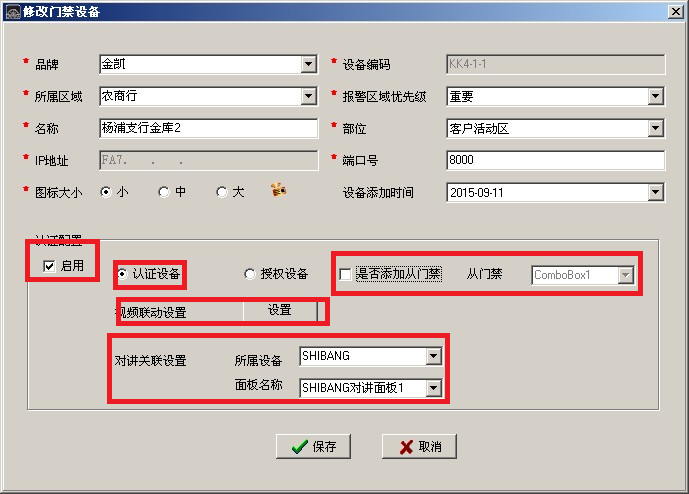 修改门禁设备
* 品牌 金凯 * 设备编码 KK4-1-1
* 所属区域 农商行 * 报警区域优先级 重要
* 名称 杨浦支行金库2 * 部位 客户活动区
* IP地址 FA7. . . * 端口号 8000
* 图标大小 小 中 大 设备添加时间 2015-09-11
认证配置
启用
认证设备 授权设备 是否添加从门禁 从门禁 ComboBox1
视频联动设置 设置
对讲关联设置 所属设备 SHIBANG
面板名称 SHIBANG对讲面板1
保存 取消